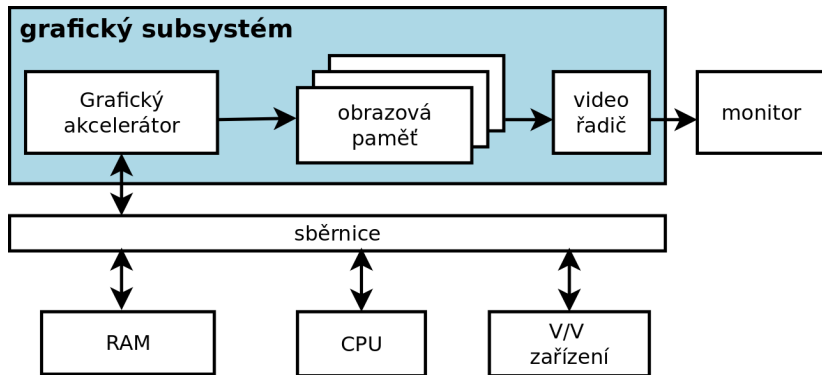 grafický subsystém
Grafický
akcelerátor
obrazová
paměť
video
řadič
monitor
sběrnice
RAM
CPU
V/V
zařízení